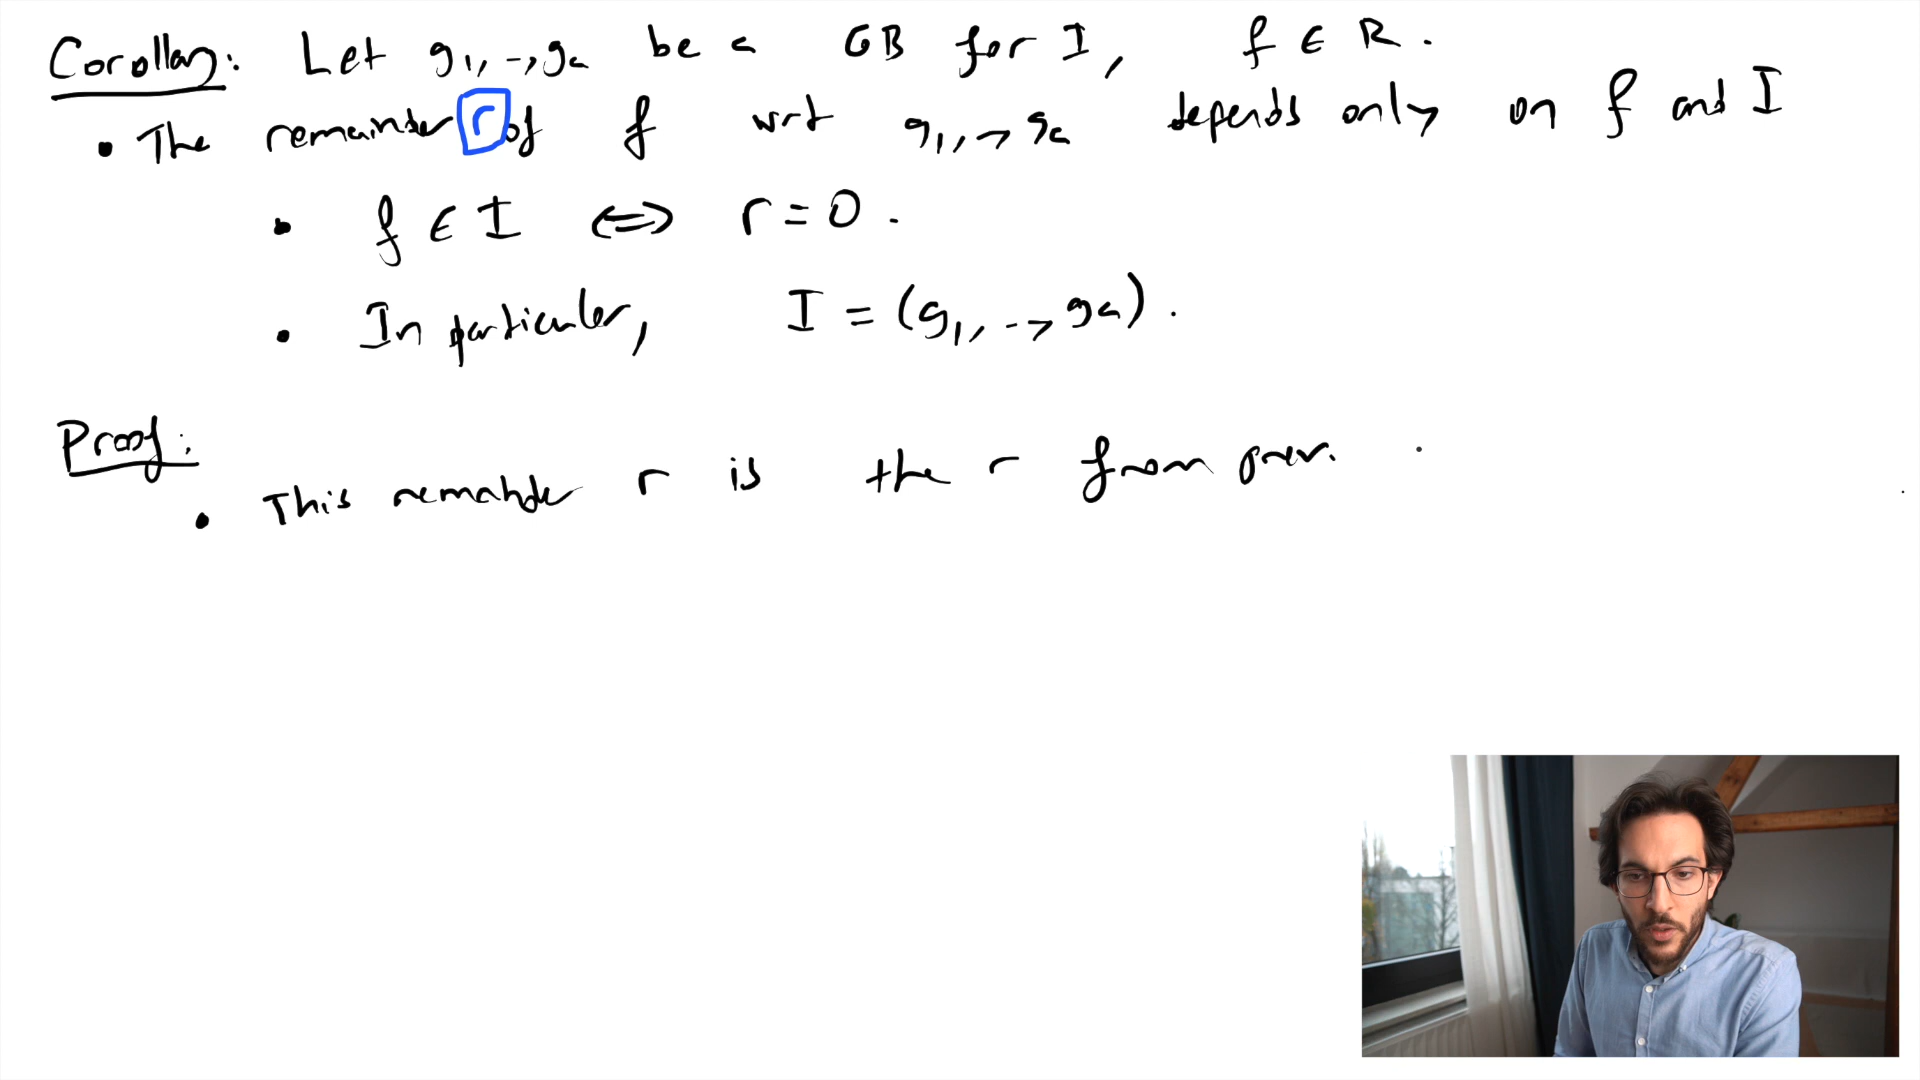 Corollary: Let g₁, .., gₐ be a GB for I, f ∈ R.
• The remainder r of f wrt g₁, .., gₐ depends only on f and I
• f ∈ I ⟺ r = 0.
• In particular, I = (g₁, .., gₐ).
Proof:
• This remainder r is the r from prev.